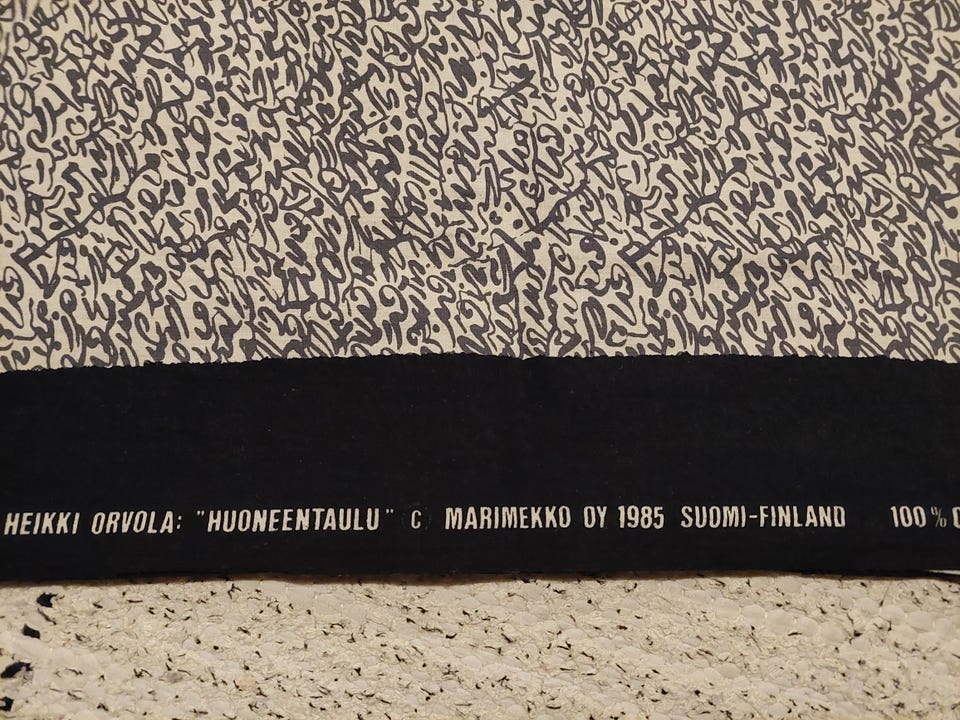 HEIKKI ORVOLA: "HUONEENTAULU" © MARIMEKKO OY 1985 SUOMI-FINLAND 100%